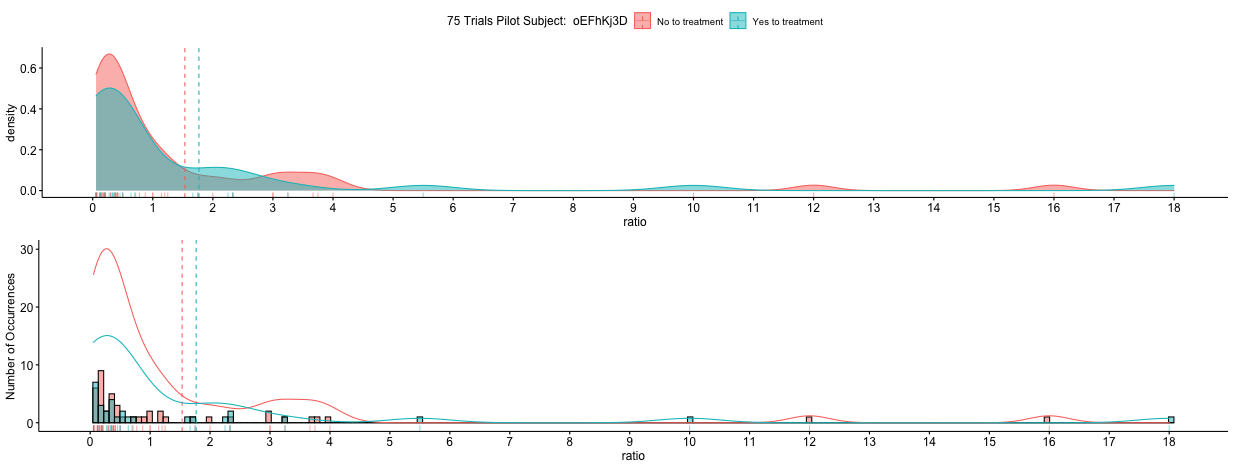 75 Trials Pilot Subject: oEFhKj3D No to treatment Yes to treatment
density
0.6
0.4
0.2
0.0
0 1 2 3 4 5 6 7 8 9 10 11 12 13 14 15 16 17 18
ratio
Number of Occurrences
30
20
10
0
0 1 2 3 4 5 6 7 8 9 10 11 12 13 14 15 16 17 18
ratio